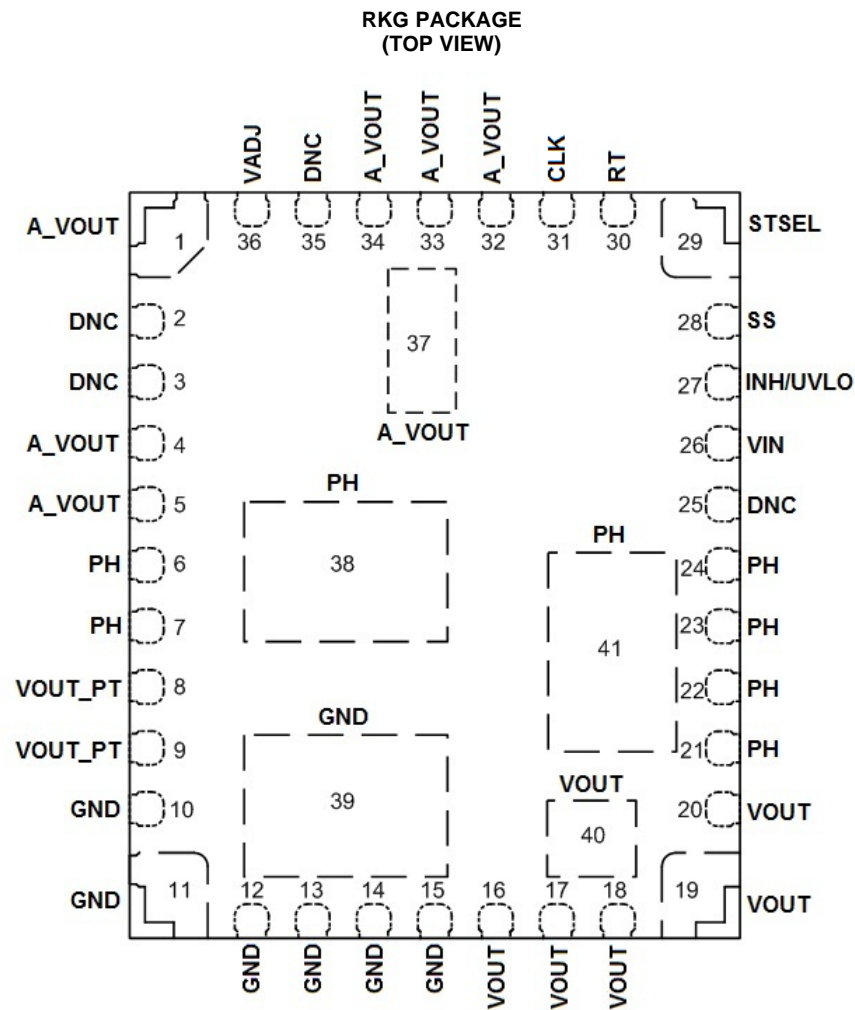 RKG PACKAGE
(TOP VIEW)
VADJ
DNC
A_VOUT
A_VOUT
A_VOUT
CLK
RT
A_VOUT
1
36
35
34
33
32
31
30
29
STSEL
DNC
2
28
SS
37
DNC
3
27
INH/UVLO
A_VOUT
A_VOUT
4
26
VIN
A_VOUT
5
PH
25
DNC
PH
6
38
PH
24
PH
PH
7
23
PH
41
VOUT_PT
8
22
PH
GND
VOUT_PT
9
21
PH
VOUT
GND
10
39
40
20
VOUT
GND
11
12
13
14
15
16
17
18
19
VOUT
GND
GND
GND
GND
VOUT
VOUT
VOUT